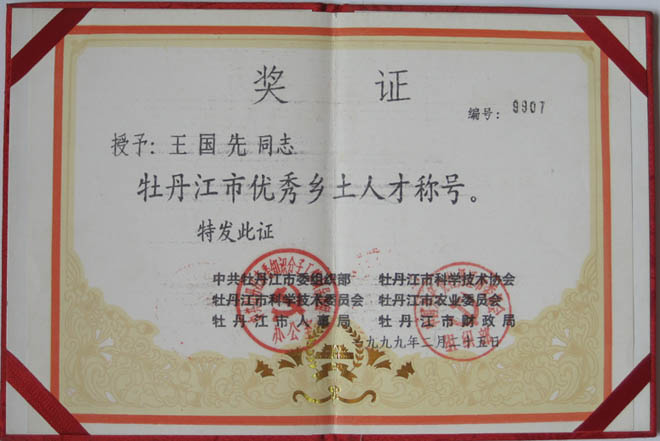 奖 证
编号：9907
授予：王国先同志
牡丹江市优秀乡土人才称号。
特发此证
中共牡丹江市委组织部 牡丹江市科学技术协会
牡丹江市科学技术委员会 牡丹江市农业委员会
牡丹江市人事局 牡丹江市财政局
九九九年二月二十五日
办公室